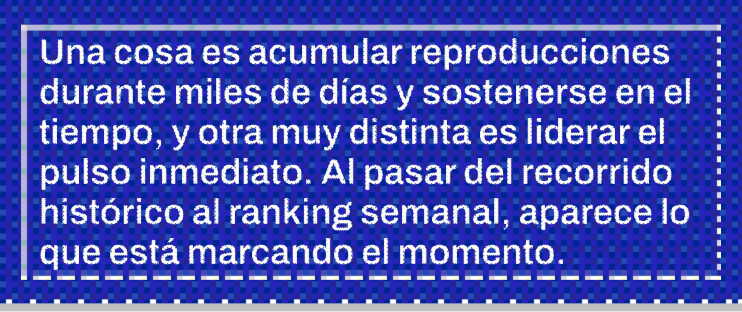 Una cosa es acumular reproducciones
durante miles de días y sostenerse en el
tiempo, y otra muy distinta es liderar el
pulso inmediato. Al pasar del recorrido
histórico al ranking semanal, aparece lo
que está marcando el momento.